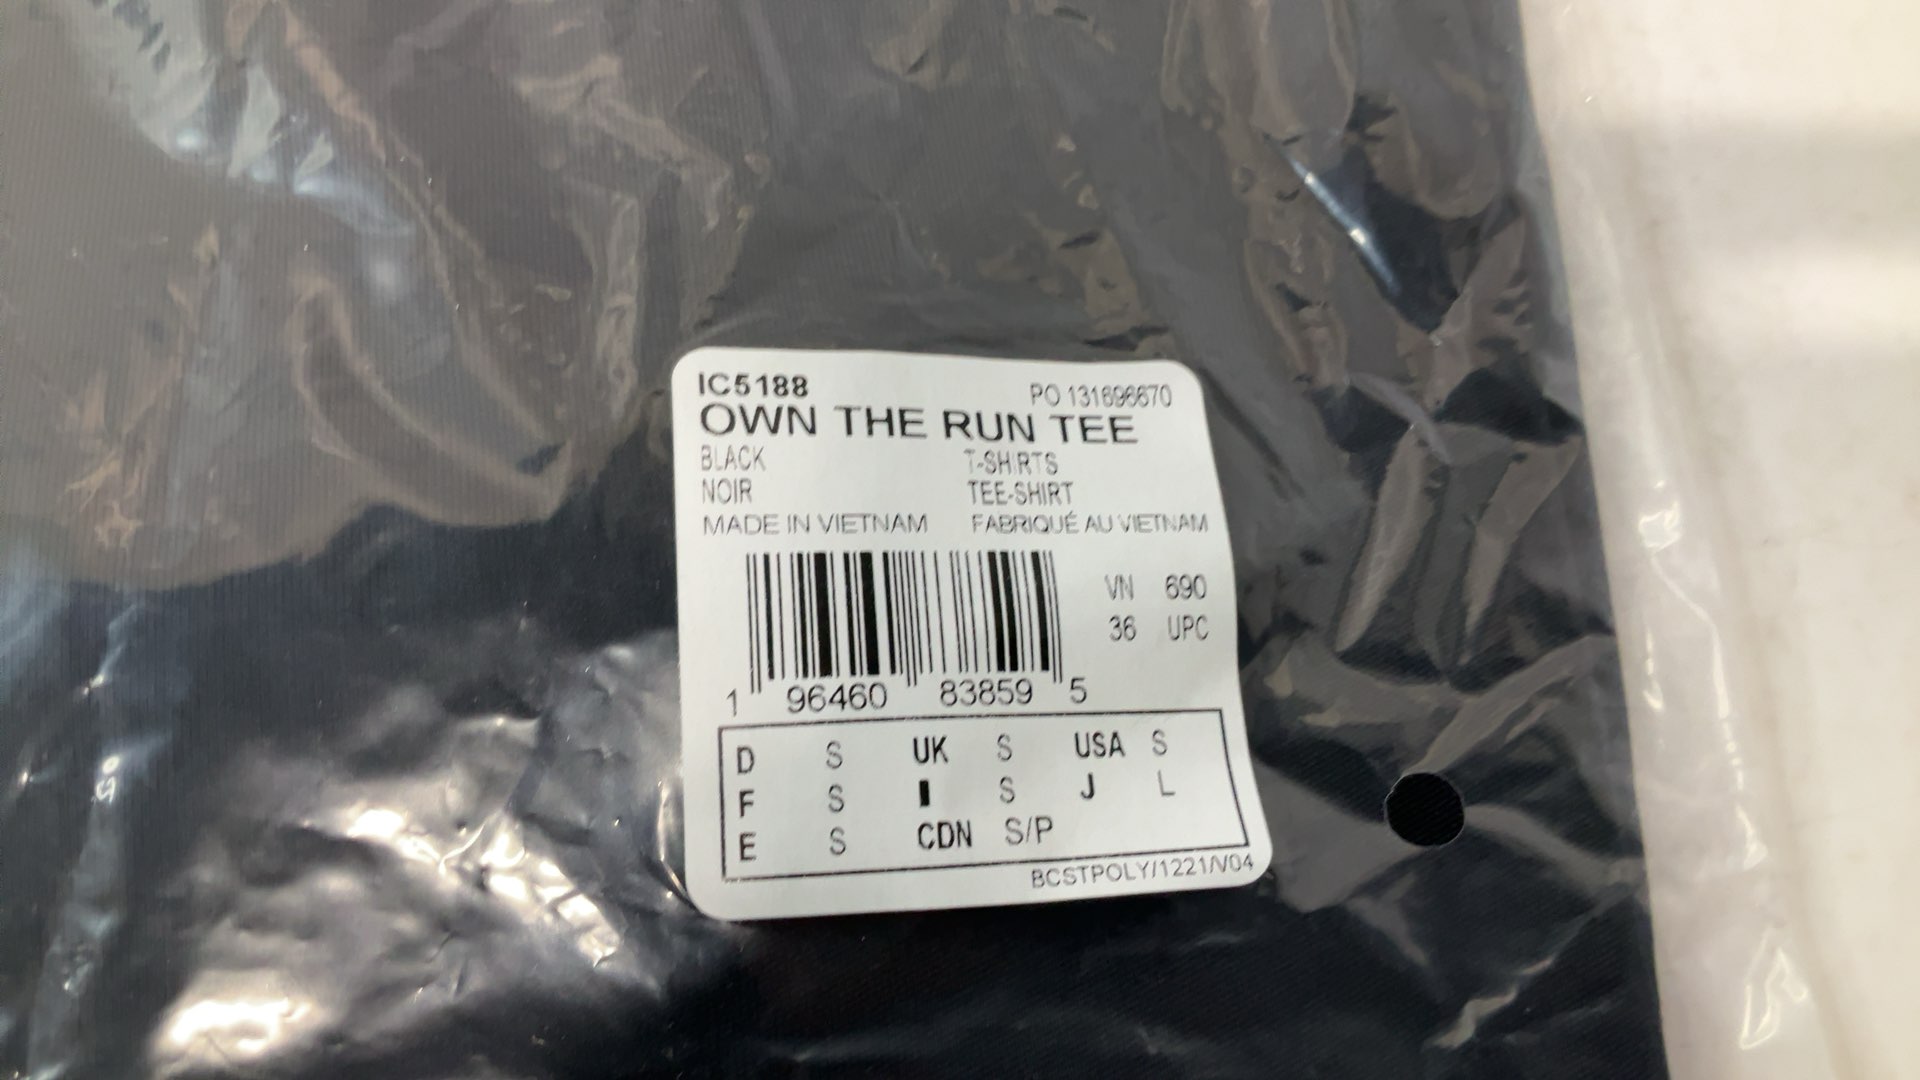 IC5188 PO 131696670
OWN THE RUN TEE
BLACK T-SHIRTS
NOIR TEE-SHIRT
MADE IN VIETNAM FABRIQUÉ AU VIETNAM
VN 690
36 UPC
1 96460 83859 5
D S UK S USA S
F S I S J L
E S CDN S/P
BCSTPOLY/1221/V04